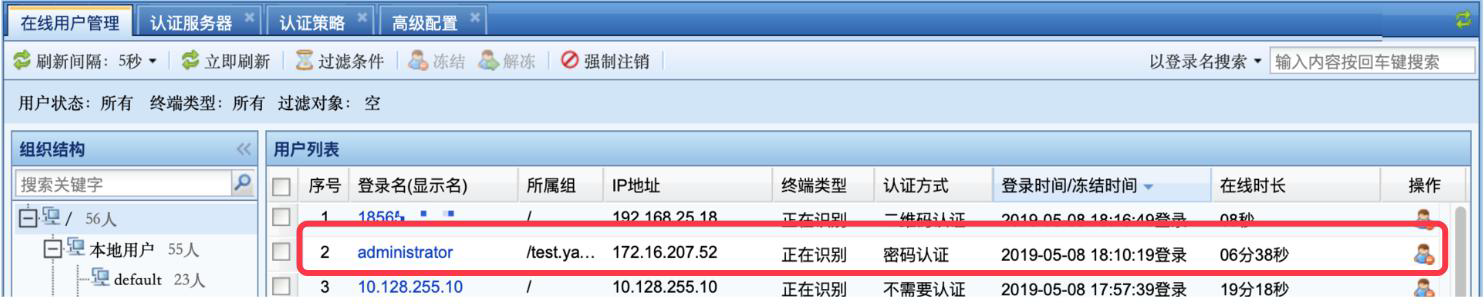 在线用户管理 认证服务器 认证策略 高级配置
刷新间隔：5秒 立即刷新 过滤条件 冻结 解冻 强制注销 以登录名搜索 输入内容按回车键搜索
用户状态：所有 终端类型：所有 过滤对象：空
组织结构 用户列表
搜索关键字 序号 登录名(显示名) 所属组 IP地址 终端类型 认证方式 登录时间/冻结时间 在线时长 操作
/ 56人 1 / 192.168.25.18 正在识别 二维码认证 2019-05-08 18:16:49登录 08秒
本地用户 55人 2 administrator /test.ya... 172.16.207.52 正在识别 密码认证 2019-05-08 18:10:19登录 06分38秒
default 23人 3 10.128.255.10 / 10.128.255.10 正在识别 不需要认证 2019-05-08 17:57:39登录 19分18秒